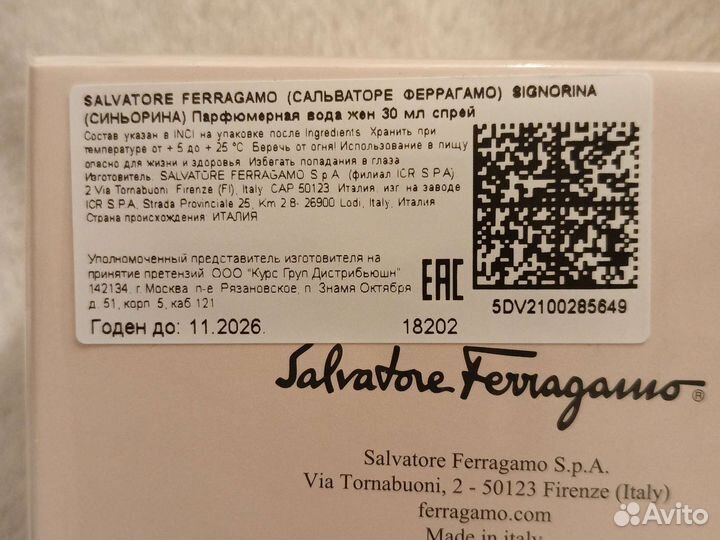 SALVATORE FERRAGAMO (САЛЬВАТОРЕ ФЕРРАГАМО) SIGNORINA
(СИНЬОРИНА) Парфюмерная вода жен 30 мл спрей
Состав указан в INCI на упаковке после Ingredients. Хранить при
температуре от + 5 до + 25 °С Беречь от огня! Использование в пищу
опасно для жизни и здоровья. Избегать попадания в глаза
Изготовитель: SALVATORE FERRAGAMO S.p.A. (филиал ICR S.P.A)
2 Via Tornabuoni Firenze (FI), Italy CAP 50123 Италия, изг на заводе
ICR S.P.A, Strada Provinciale 25, Km 2.8- 26900 Lodi, Italy, Италия
Страна происхождения: ИТАЛИЯ
Уполномоченный представитель изготовителя на
принятие претензий: ООО "Курс Груп Дистрибьюшн"
142134, г. Москва п-е Рязановское, п. Знамя Октября
д. 51, корп 5, каб 121
EAC
5DV2100285649
Годен до: 11.2026. 18202
Salvatore Ferragamo®
Salvatore Ferragamo S.p.A.
Via Tornabuoni, 2 - 50123 Firenze (Italy)
ferragamo.com
Made in italy
Avito